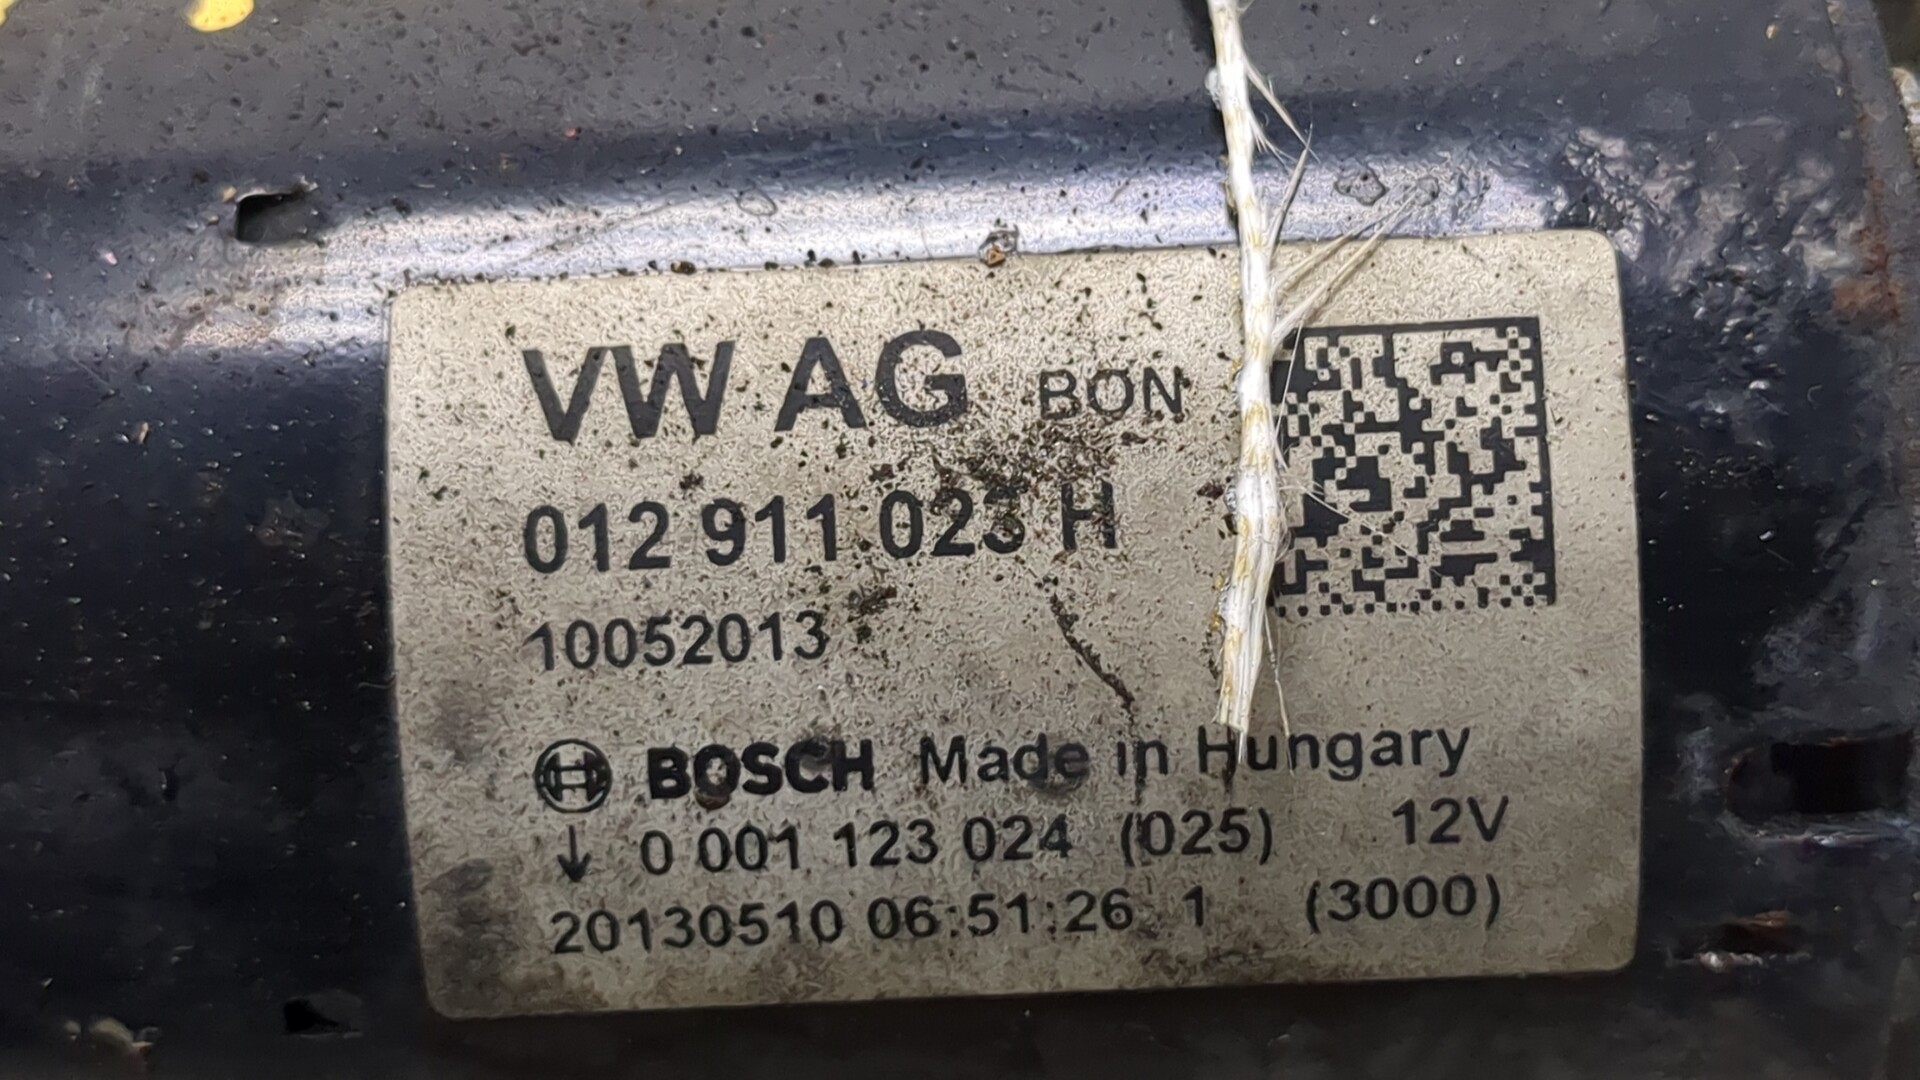 VW AG BON
012 911 023 H
10052013
BOSCH Made in Hungary
↓ 0 001 123 024 (025) 12V
20130510 06:51:26 1 (3000)